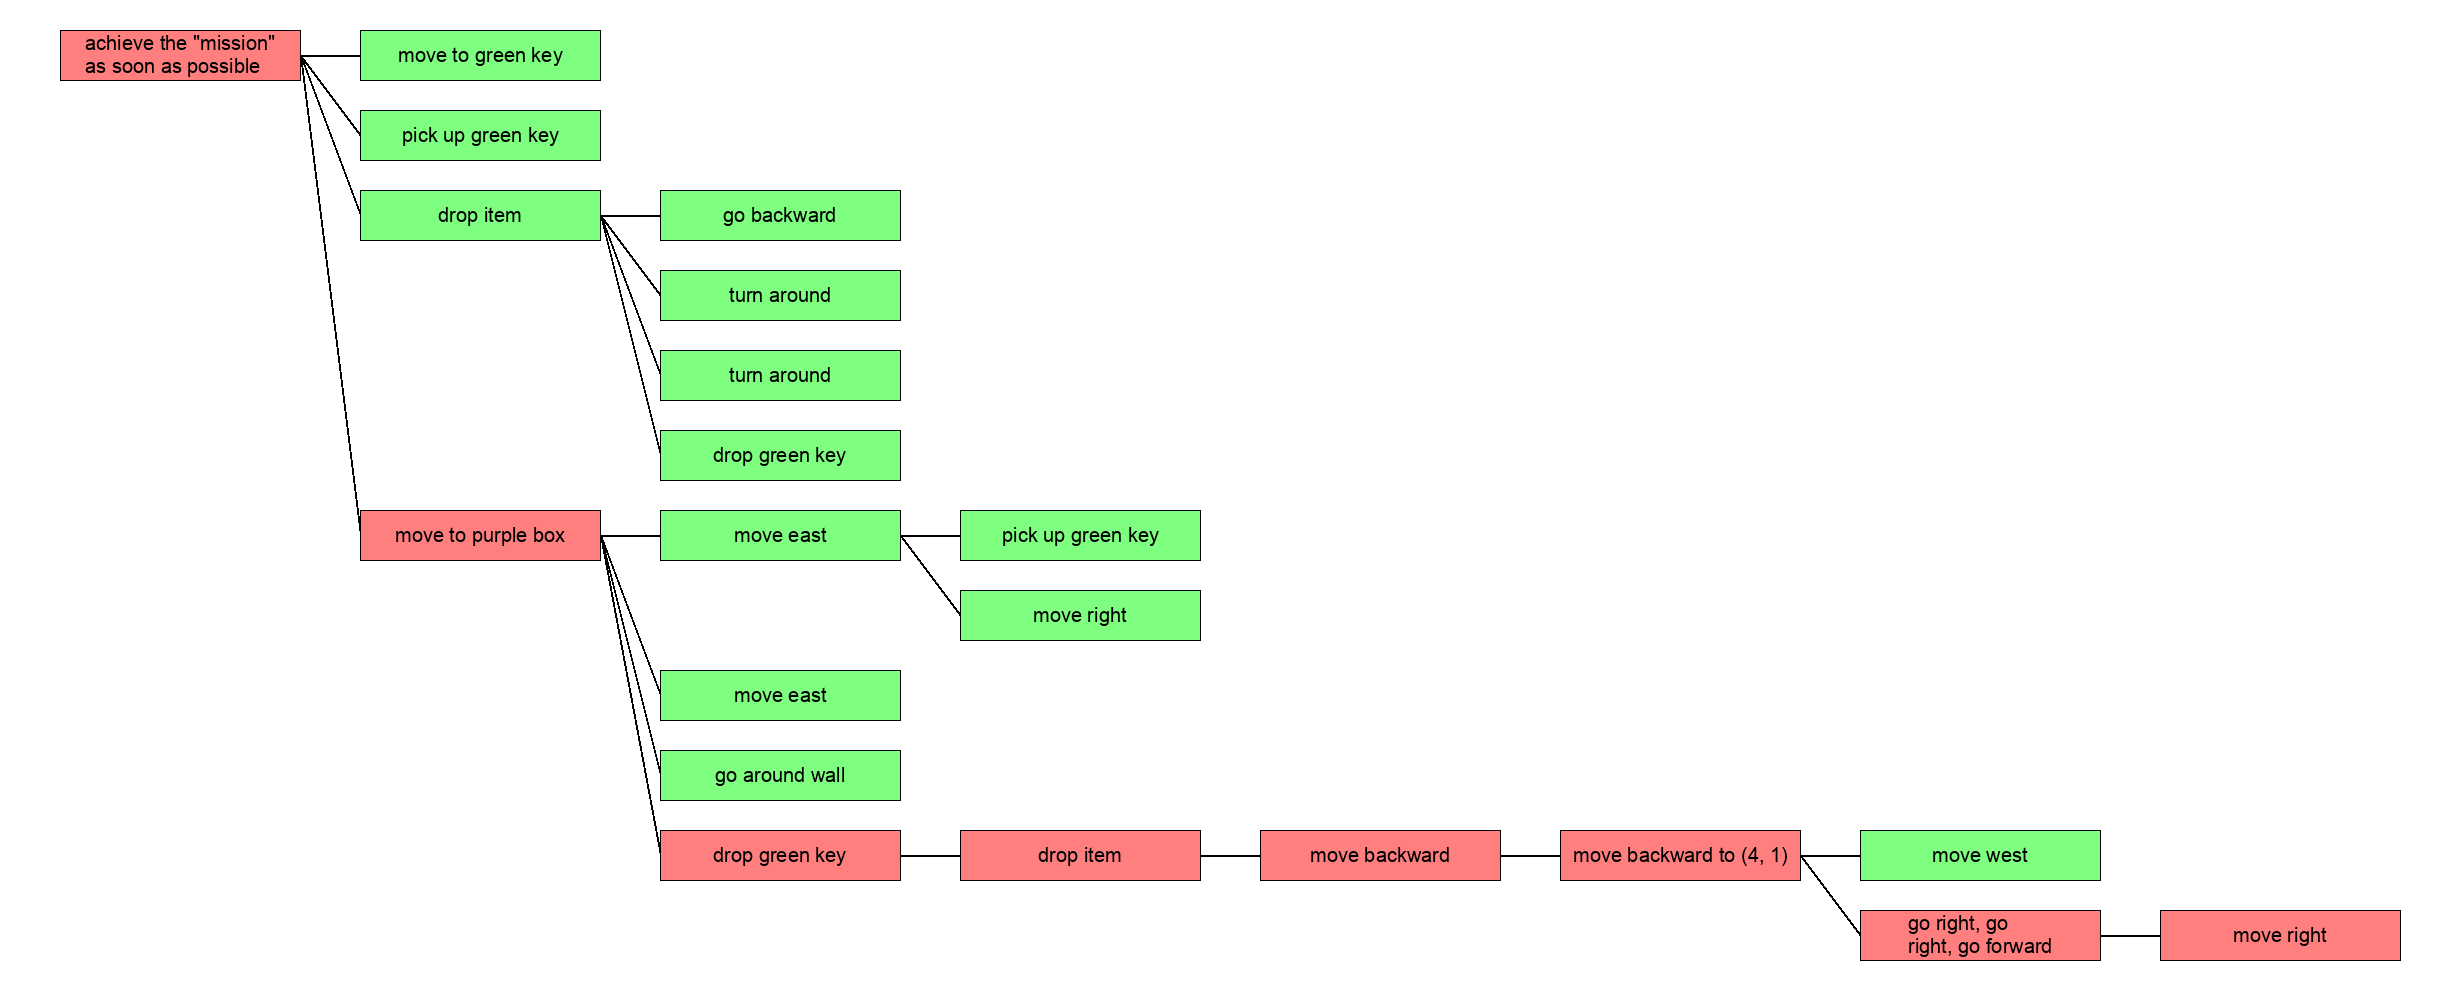 achieve the "mission"
as soon as possible
move to green key
pick up green key
drop item
go backward
turn around
turn around
drop green key
move to purple box
move east
pick up green key
move right
move east
go around wall
drop green key
drop item
move backward
move backward to (4, 1)
move west
go right, go
right, go forward
move right